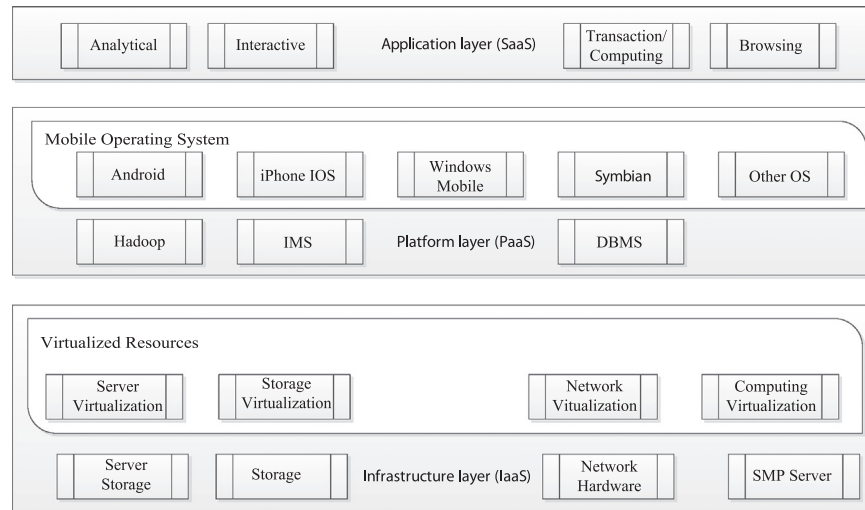 Analytical
Interactive
Application layer (SaaS)
Transaction/
Computing
Browsing
Mobile Operating System
Android
iPhone IOS
Windows
Mobile
Symbian
Other OS
Hadoop
IMS
Platform layer (PaaS)
DBMS
Virtualized Resources
Server
Virtualization
Storage
Virtualization
Network
Vitualization
Computing
Virtualization
Server
Storage
Storage
Infrastructure layer (IaaS)
Network
Hardware
SMP Server